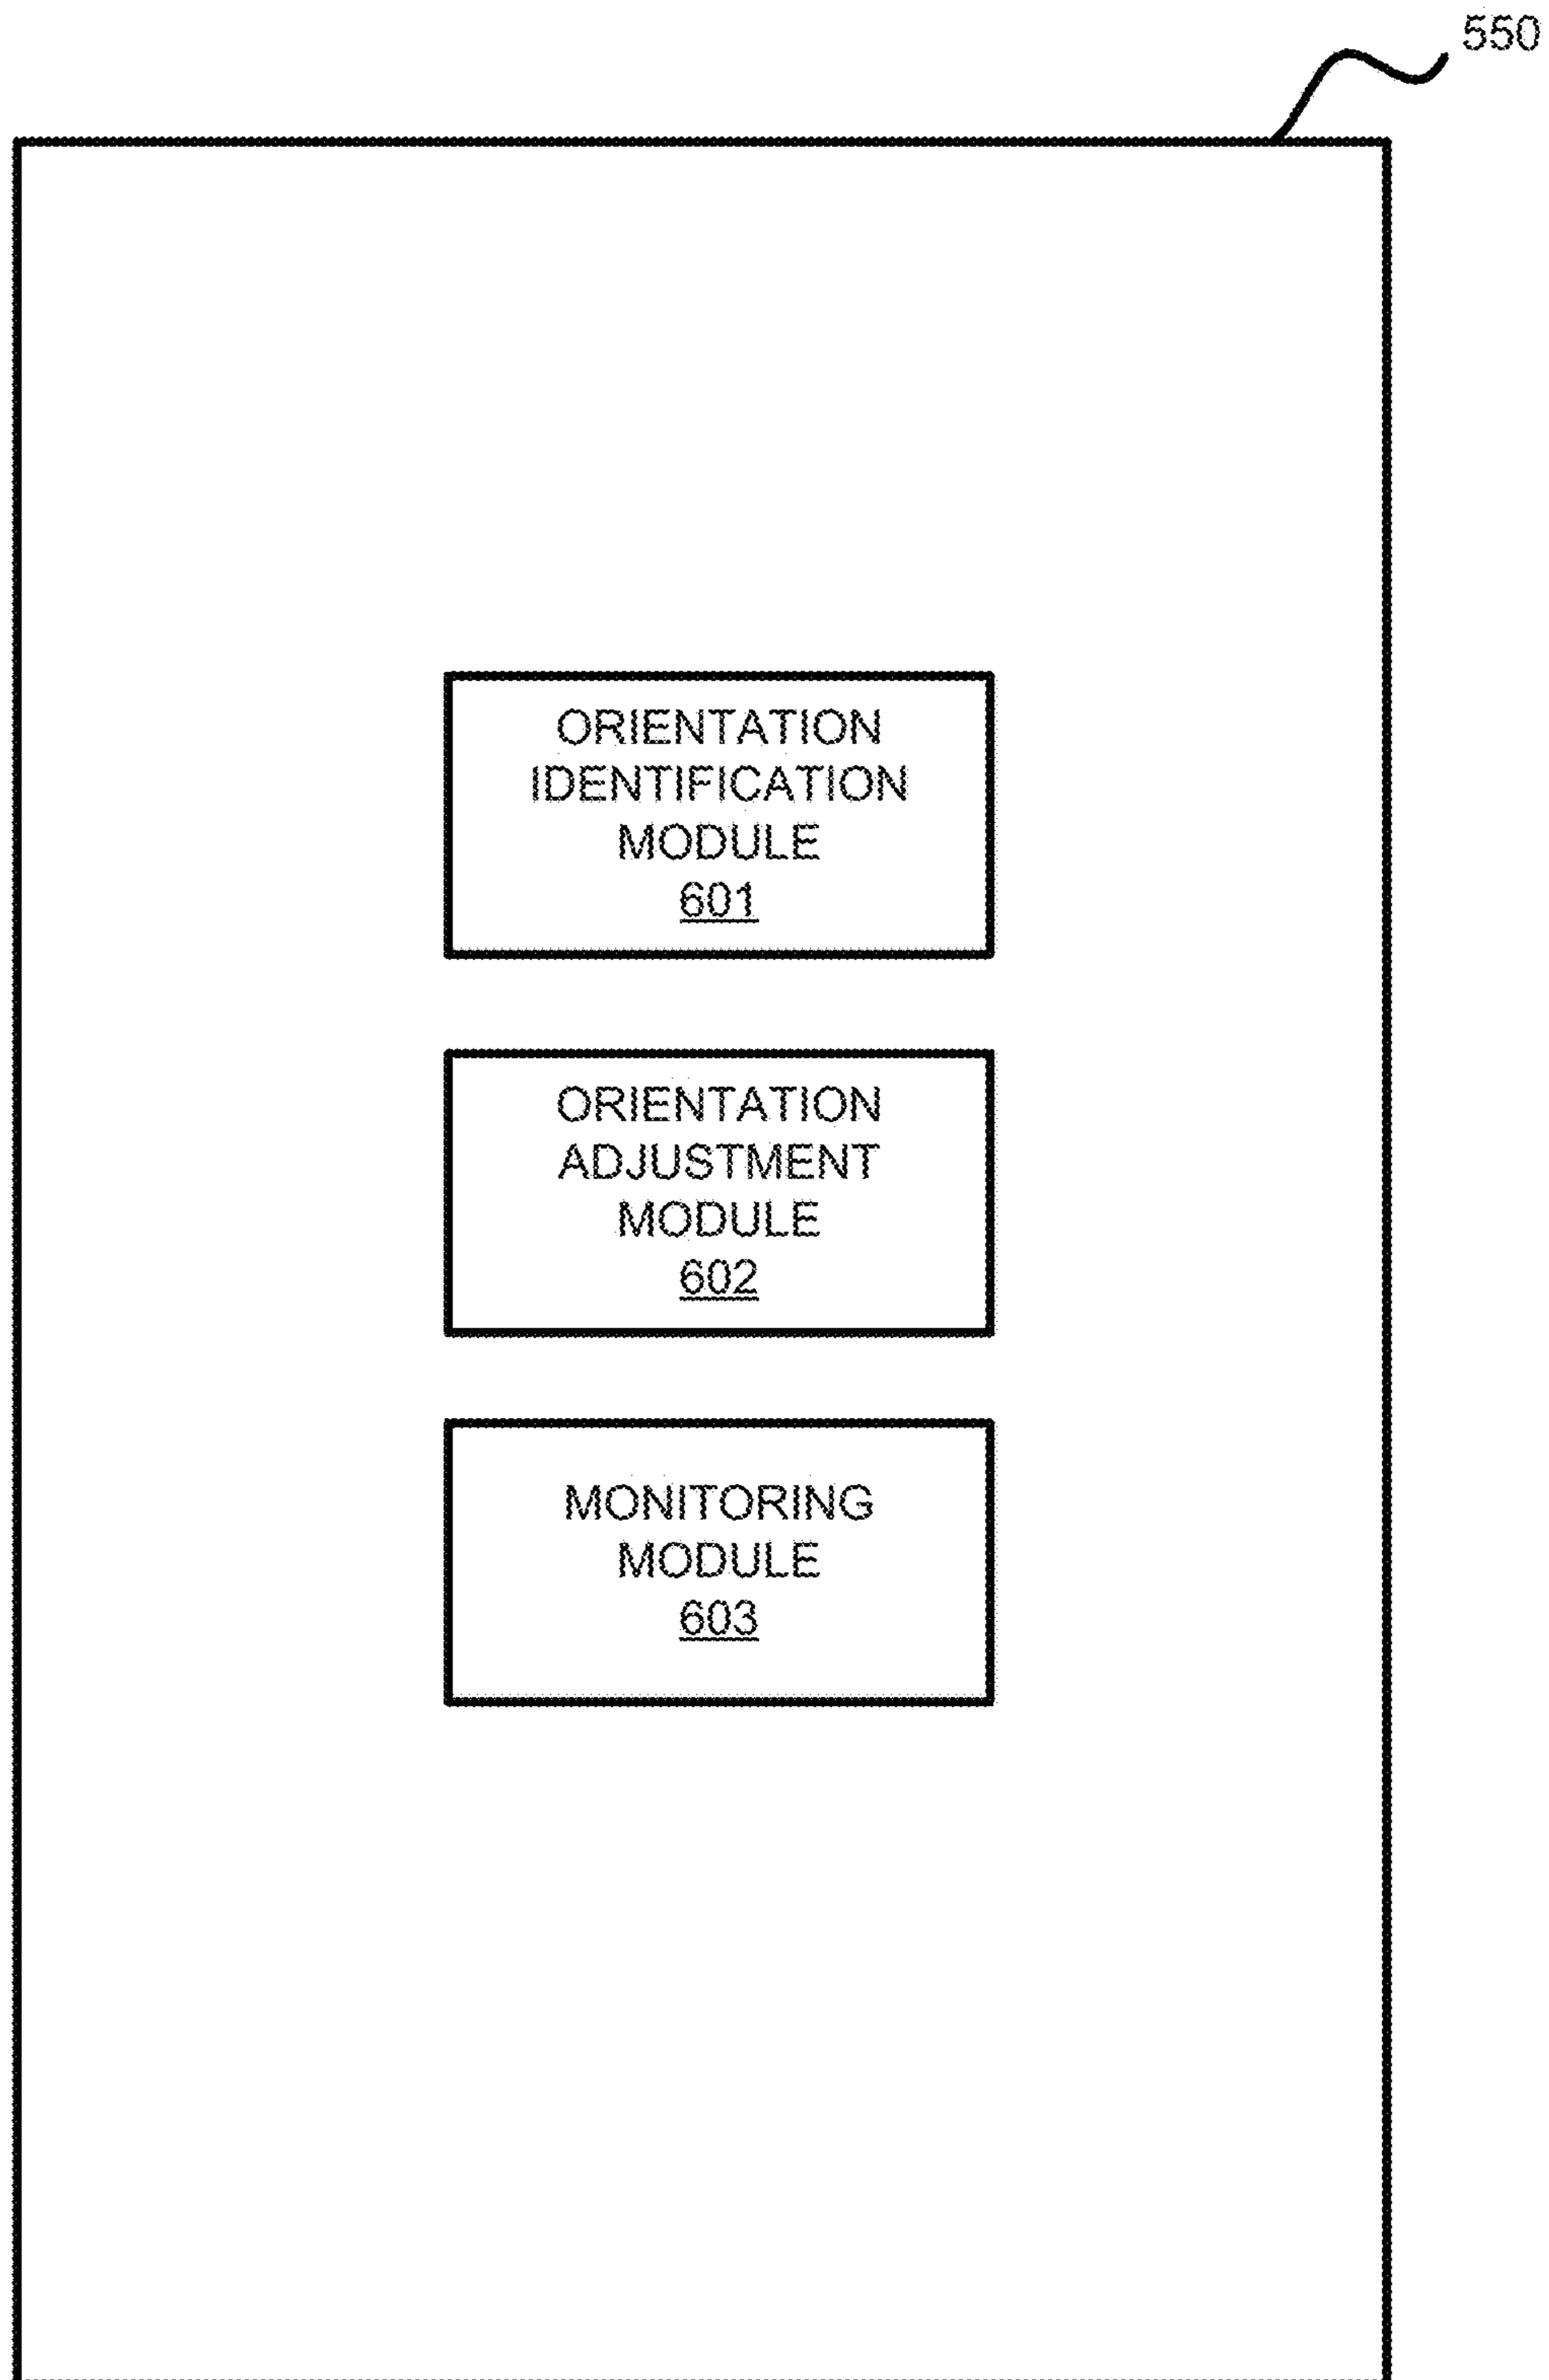 550
ORIENTATION
IDENTIFICATION
MODULE
601
ORIENTATION
ADJUSTMENT
MODULE
602
MONITORING
MODULE
603